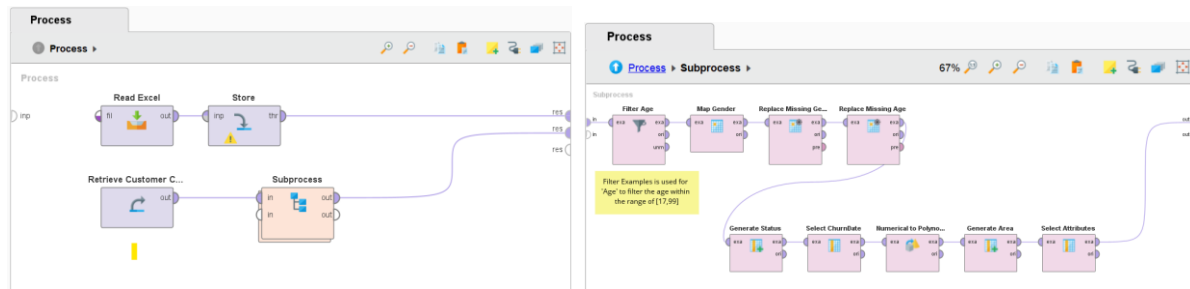 Process
Process
Process
Read Excel
fil
out
Store
inp
thr
inp
res
res
res
Retrieve Customer C...
out
Subprocess
in
out
in
out
Process
Process
Subprocess
67%
Subprocess
in
in
Filter Age
exa
exa
ori
unm
Map Gender
exa
exa
ori
Replace Missing Ge...
exa
exa
ori
pre
Replace Missing Age
exa
exa
ori
pre
out
out
Filter Examples is used for
'Age' to filter the age within
the range of [17,99]
Generate Status
exa
exa
ori
Select ChurnDate
exa
exa
ori
Numerical to Polyno...
exa
exa
ori
Generate Area
exa
exa
ori
Select Attributes
exa
exa
ori